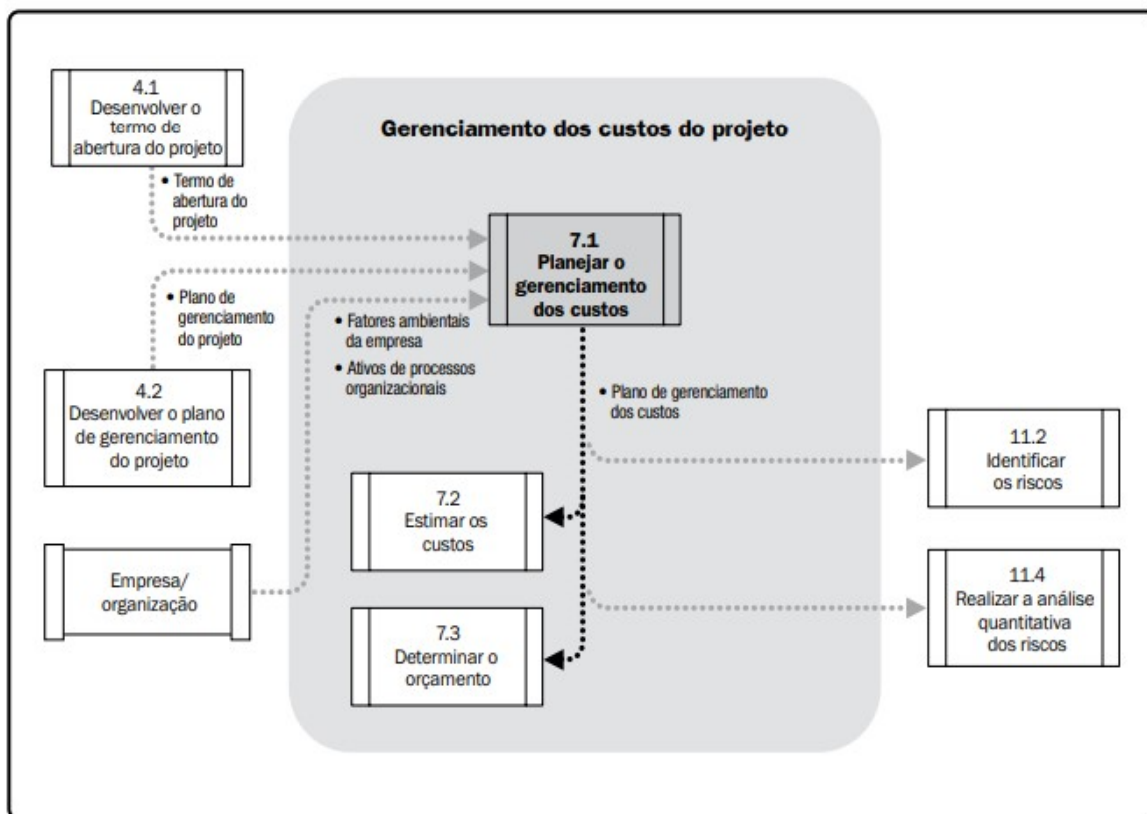 4.1
Desenvolver o
termo de
abertura do projeto
Gerenciamento dos custos do projeto
• Termo de
abertura do
projeto
7.1
Planejar o
gerenciamento
dos custos
• Plano de
gerenciamento
do projeto
• Fatores ambientais
da empresa
• Ativos de processos
organizacionais
4.2
Desenvolver o plano
de gerenciamento
do projeto
• Plano de gerenciamento
dos custos
11.2
Identificar
os riscos
7.2
Estimar os
custos
Empresa/
organização
11.4
Realizar a análise
quantitativa
dos riscos
7.3
Determinar o
orçamento